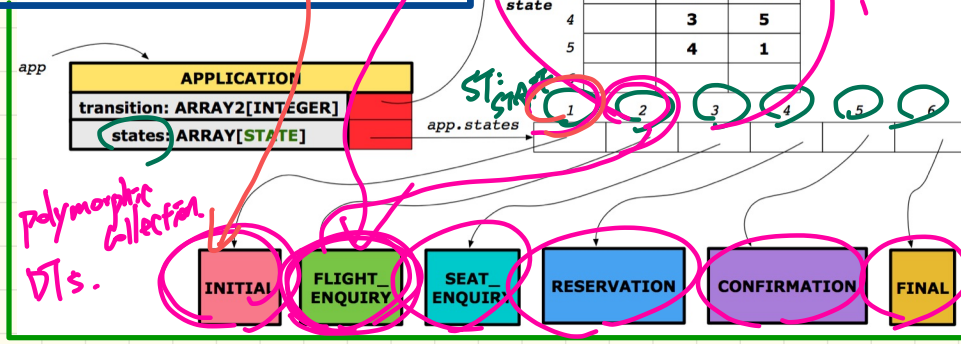 state
4 3 5
5 4 1
app
APPLICATION
transition: ARRAY2[INTEGER]
states: ARRAY[STATE]
app.states
ST: STATE
1 2 3 4 5 6
polymorphic
collection.
DTs.
INITIAL
FLIGHT_
ENQUIRY
SEAT_
ENQUIRY
RESERVATION
CONFIRMATION
FINAL